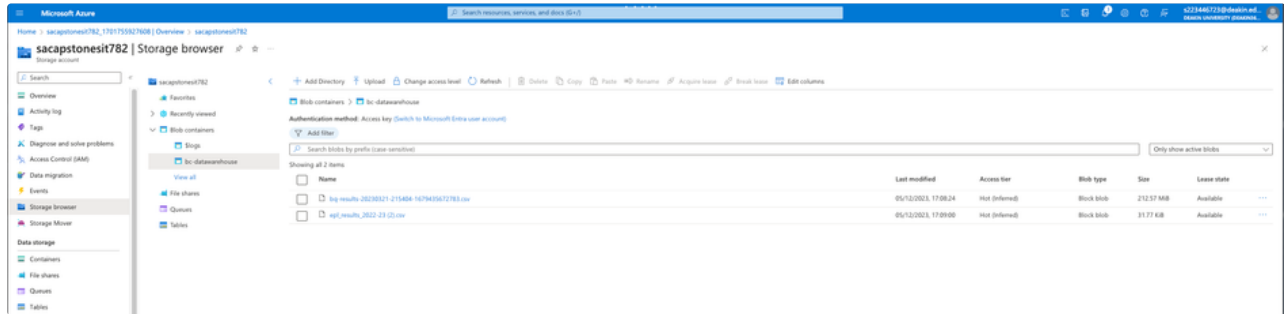 Microsoft Azure
Search resources, services, and docs (G+/)
s223446723@deakin.ed...
DEAKIN UNIVERSITY (DEAKINON...
Home > sacapstonesit782_1701755927608 | Overview > sacapstonesit782
sacapstonesit782 | Storage browser
Storage account
Search
Overview
Activity log
Tags
Diagnose and solve problems
Access Control (IAM)
Data migration
Events
Storage browser
Storage Mover
Data storage
Containers
File shares
Queues
Tables
sacapstonesit782
Favorites
Recently viewed
Blob containers
$logs
bc-datawarehouse
View all
File shares
Queues
Tables
Add Directory Upload Change access level Refresh Delete Copy Paste Rename Acquire lease Break lease Edit columns
Blob containers > bc-datawarehouse
Authentication method: Access key (Switch to Microsoft Entra user account)
Add filter
Search blobs by prefix (case-sensitive)
Only show active blobs
Showing all 2 items
Name Last modified Access tier Blob type Size Lease state
bq-results-20230321-215404-1679435672783.csv 05/12/2023, 17:08:24 Hot (Inferred) Block blob 212.57 MiB Available
epl_results_2022-23 (2).csv 05/12/2023, 17:09:00 Hot (Inferred) Block blob 31.77 KiB Available